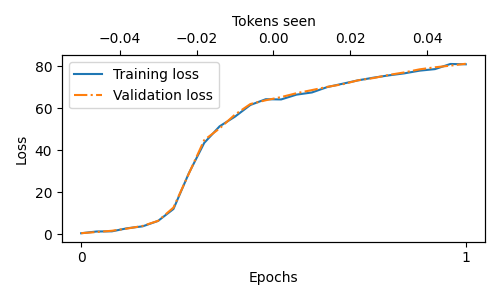 Tokens seen
−0.04 −0.02 0.00 0.02 0.04
Training loss
Validation loss
80
60
40
20
0
Loss
0 1
Epochs